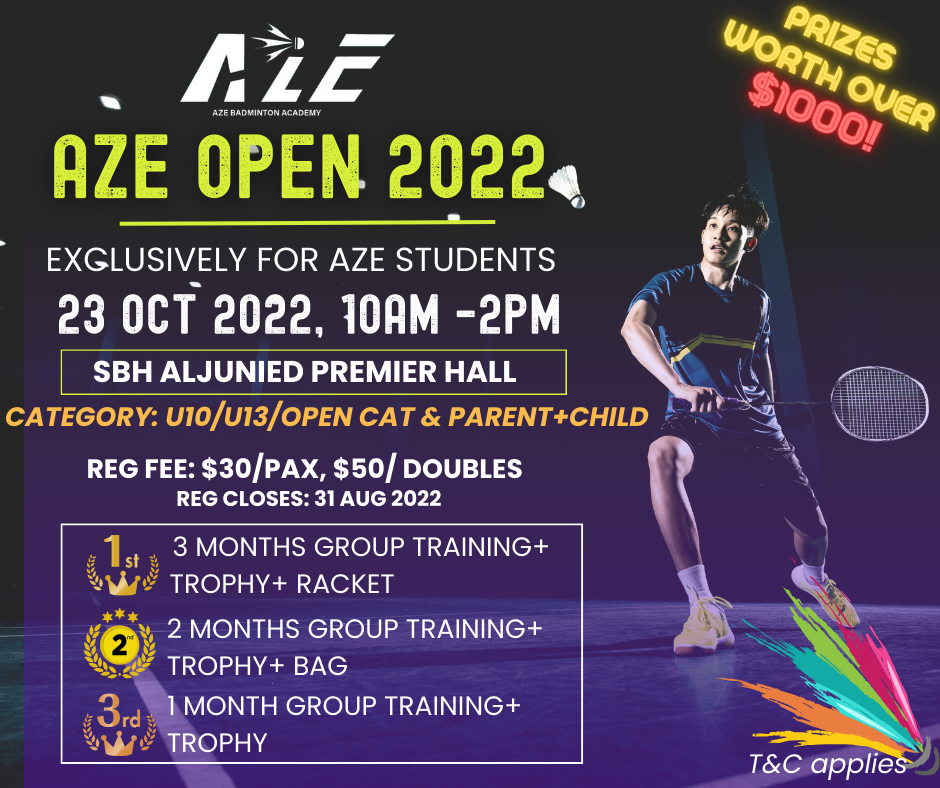 PRIZES
WORTH OVER
$1000!
AZE
AZE BADMINTON ACADEMY
AZE OPEN 2022
EXCLUSIVELY FOR AZE STUDENTS
23 OCT 2022, 10AM -2PM
SBH ALJUNIED PREMIER HALL
CATEGORY: U10/U13/OPEN CAT & PARENT+CHILD
REG FEE: $30/PAX, $50/ DOUBLES
REG CLOSES: 31 AUG 2022
1st 3 MONTHS GROUP TRAINING+
TROPHY+ RACKET
2nd 2 MONTHS GROUP TRAINING+
TROPHY+ BAG
3rd 1 MONTH GROUP TRAINING+
TROPHY
T&C applies